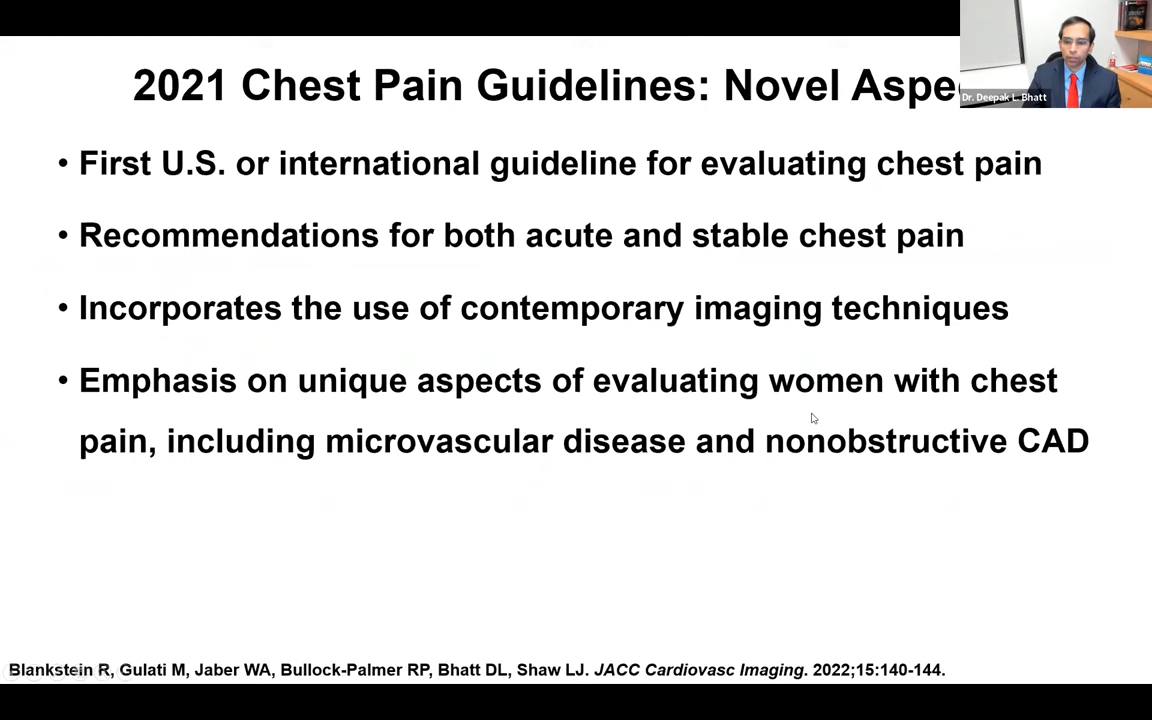 2021 Chest Pain Guidelines: Novel Aspe
Dr. Deepak L. Bhatt
• First U.S. or international guideline for evaluating chest pain
• Recommendations for both acute and stable chest pain
• Incorporates the use of contemporary imaging techniques
• Emphasis on unique aspects of evaluating women with chest
pain, including microvascular disease and nonobstructive CAD
Blankstein R, Gulati M, Jaber WA, Bullock-Palmer RP, Bhatt DL, Shaw LJ. JACC Cardiovasc Imaging. 2022;15:140-144.